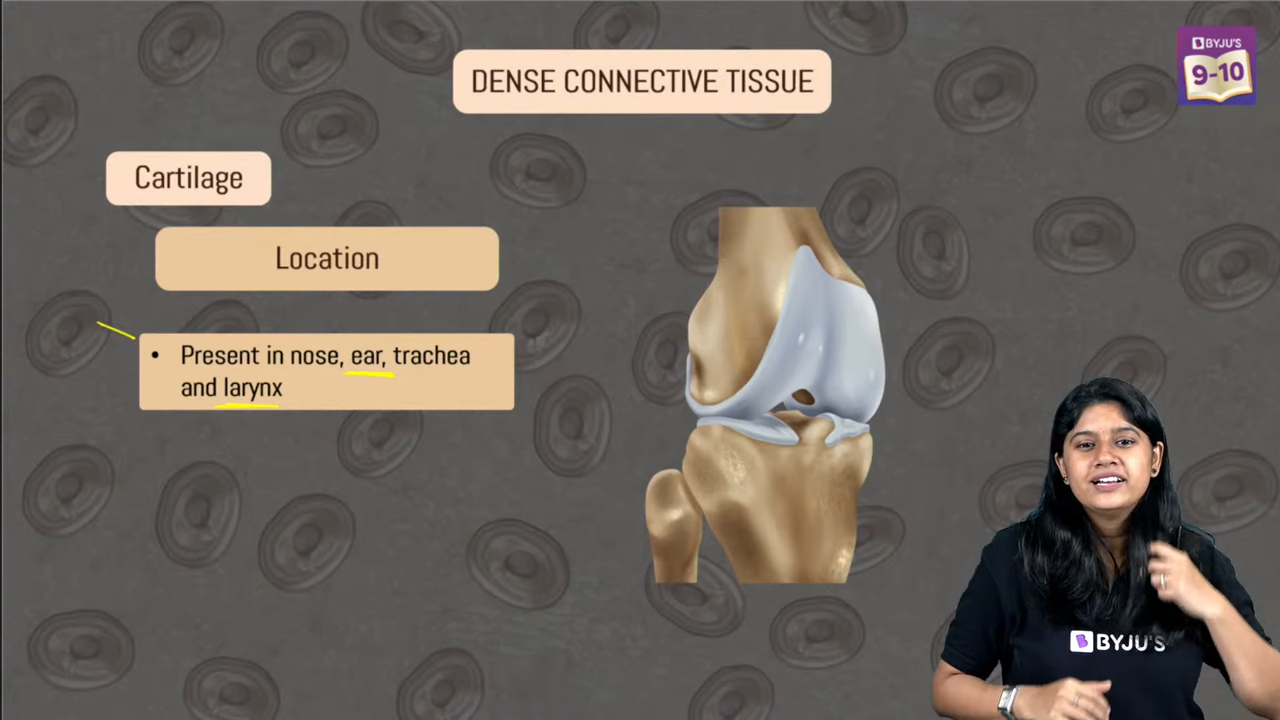 DENSE CONNECTIVE TISSUE
BYJU'S
9-10
Cartilage
Location
• Present in nose, ear, trachea
and larynx
BYJU'S